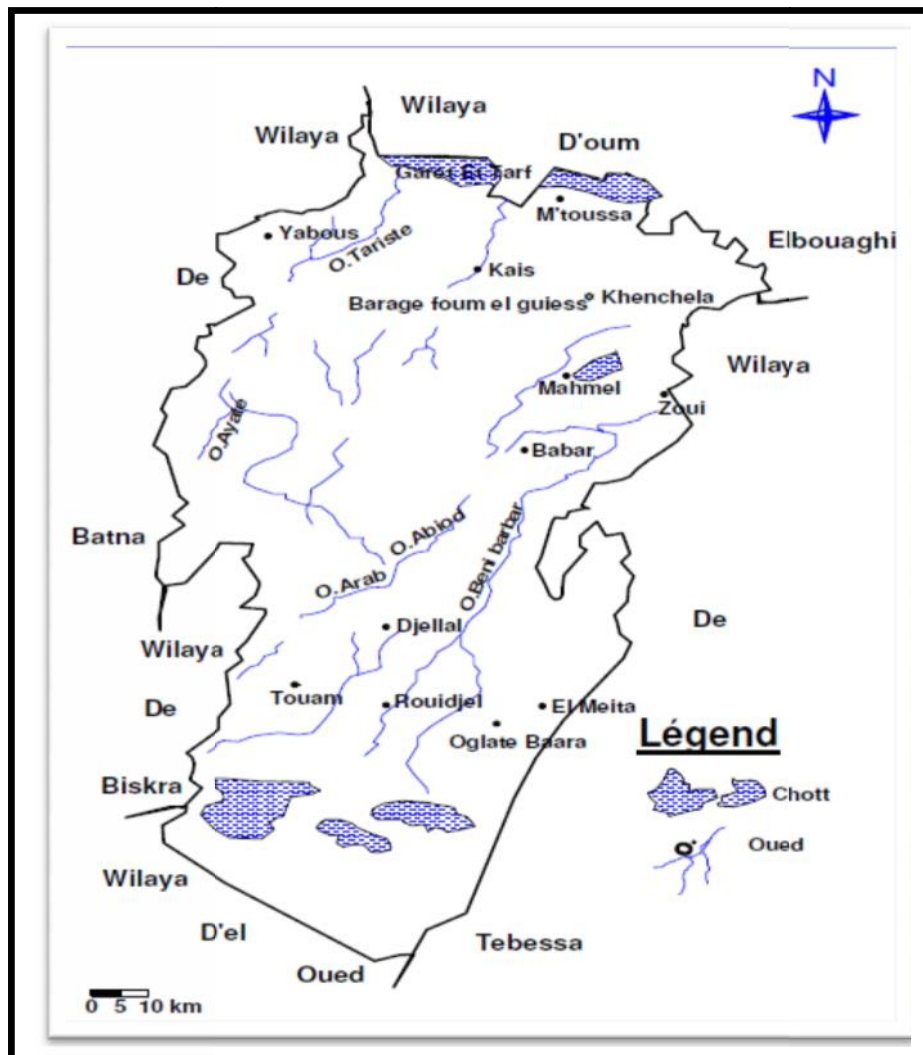 N
Wilaya
Wilaya
D'oum
Garet Et Tarf
M'toussa
Yabous
O.Tariste
Elbouaghi
De
Kais
Barage foum el guiess
Khenchela
Wilaya
Mahmel
Zoui
O.Ayate
Babar
Batna
O.Abiod
O.Beni barbar
O.Arab
Djellal
De
Wilaya
Touam
Rouidjel
El Meita
De
Oglate Baara
Légend
Biskra
Chott
Oued
Wilaya
D'el
Tebessa
Oued
0 5 10 km